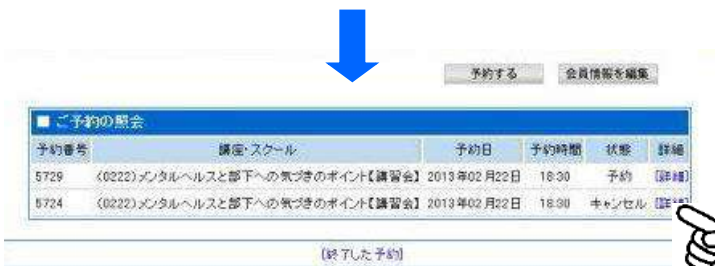 予約する 会員情報を編集
■ ご予約の照会
予約番号 講座・スクール 予約日 予約時間 状態 詳細
5729 (0222)メンタルヘルスと部下への気づきのポイント【講習会】 2013年02月22日 18:30 予約 [詳細]
5724 (0222)メンタルヘルスと部下への気づきのポイント【講習会】 2013年02月22日 18:30 キャンセル [詳細]
[終了した予約]